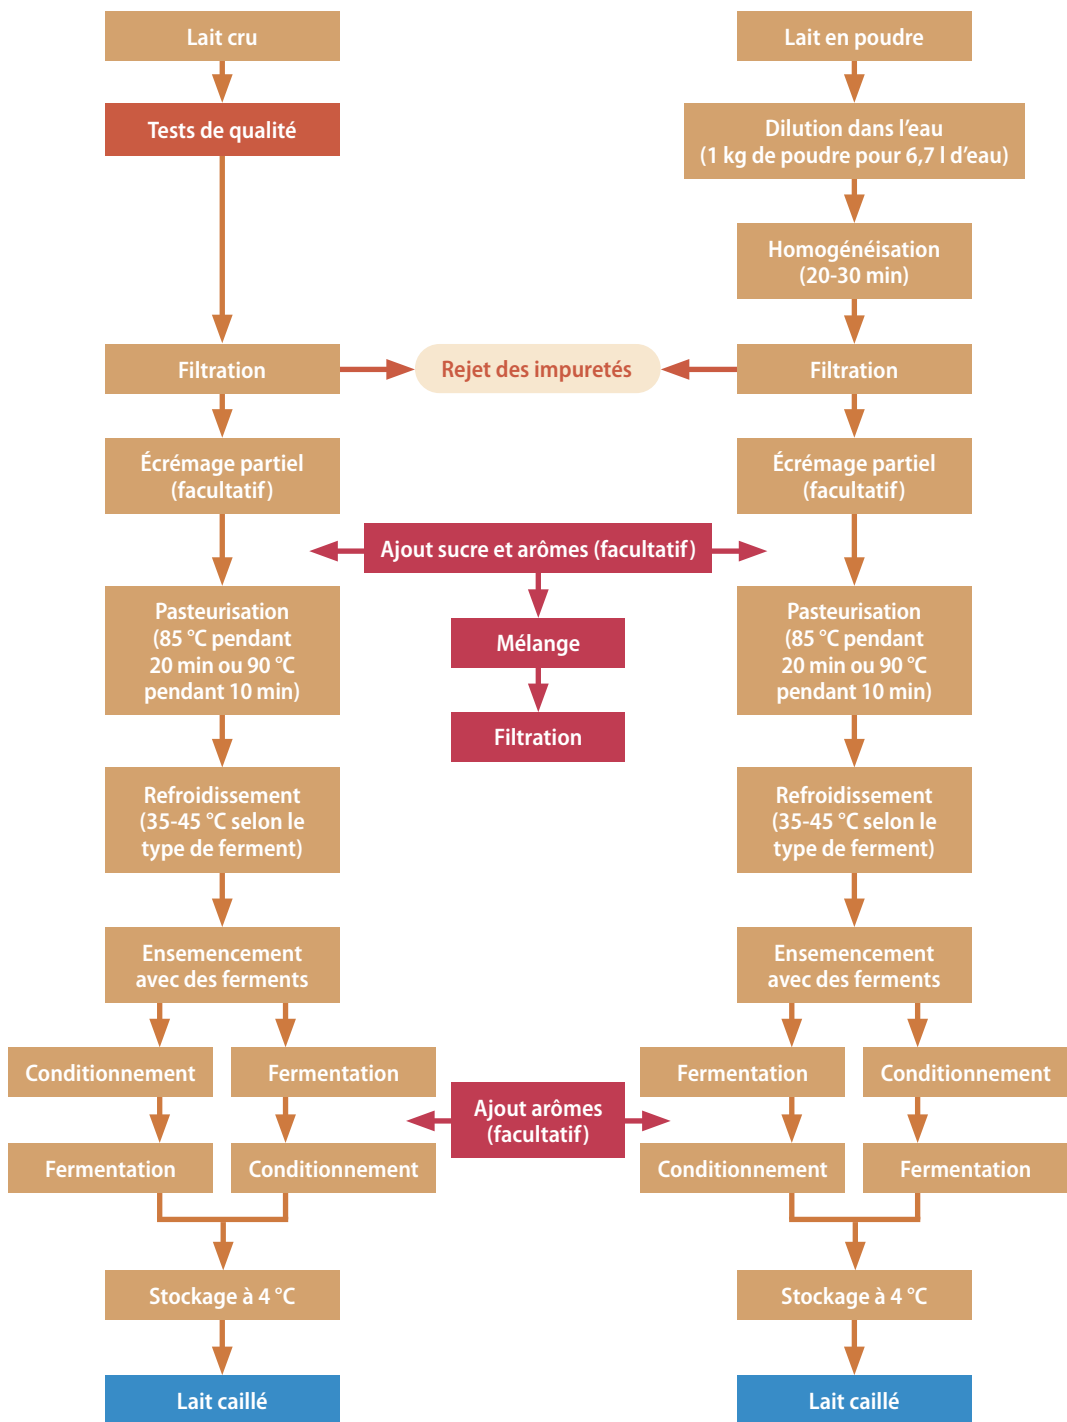 Lait cru
Lait en poudre
Tests de qualité
Dilution dans l'eau
(1 kg de poudre pour 6,7 l d'eau)
Homogénéisation
(20-30 min)
Filtration
Rejet des impuretés
Filtration
Écrémage partiel
(facultatif)
Écrémage partiel
(facultatif)
Ajout sucre et arômes (facultatif)
Pasteurisation
(85 °C pendant
20 min ou 90 °C
pendant 10 min)
Mélange
Filtration
Pasteurisation
(85 °C pendant
20 min ou 90 °C
pendant 10 min)
Refroidissement
(35-45 °C selon le
type de ferment)
Refroidissement
(35-45 °C selon le
type de ferment)
Ensemencement
avec des ferments
Ensemencement
avec des ferments
Conditionnement
Fermentation
Fermentation
Conditionnement
Ajout arômes
(facultatif)
Fermentation
Conditionnement
Conditionnement
Fermentation
Stockage à 4 °C
Stockage à 4 °C
Lait caillé
Lait caillé